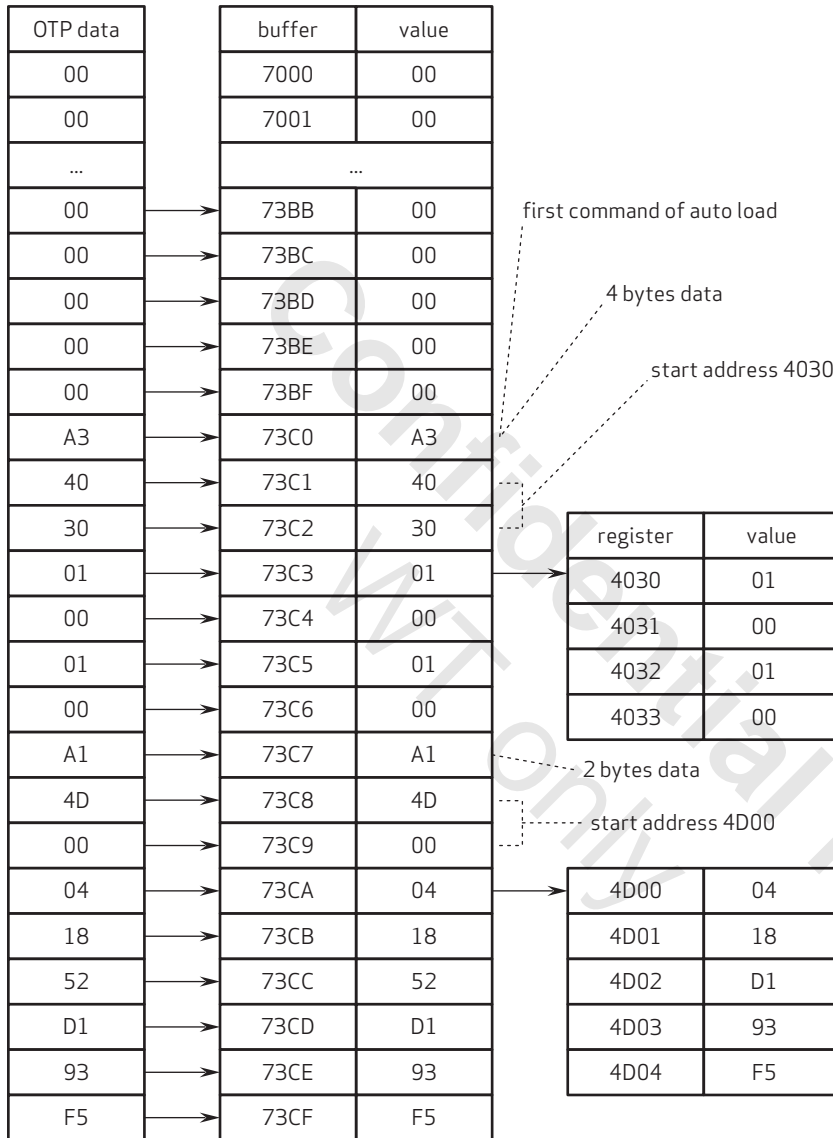 OTP data buffer value
00 7000 00
00 7001 00
... ...
00 73BB 00 first command of auto load
00 73BC 00
00 73BD 00 4 bytes data
00 73BE 00
00 73BF 00 start address 4030
A3 73C0 A3
40 73C1 40
30 73C2 30 register value
01 73C3 01 4030 01
00 73C4 00 4031 00
01 73C5 01 4032 01
00 73C6 00 4033 00
A1 73C7 A1 2 bytes data
4D 73C8 4D start address 4D00
00 73C9 00
04 73CA 04 4D00 04
18 73CB 18 4D01 18
52 73CC 52 4D02 D1
D1 73CD D1 4D03 93
93 73CE 93 4D04 F5
F5 73CF F5
Confidential
WT only